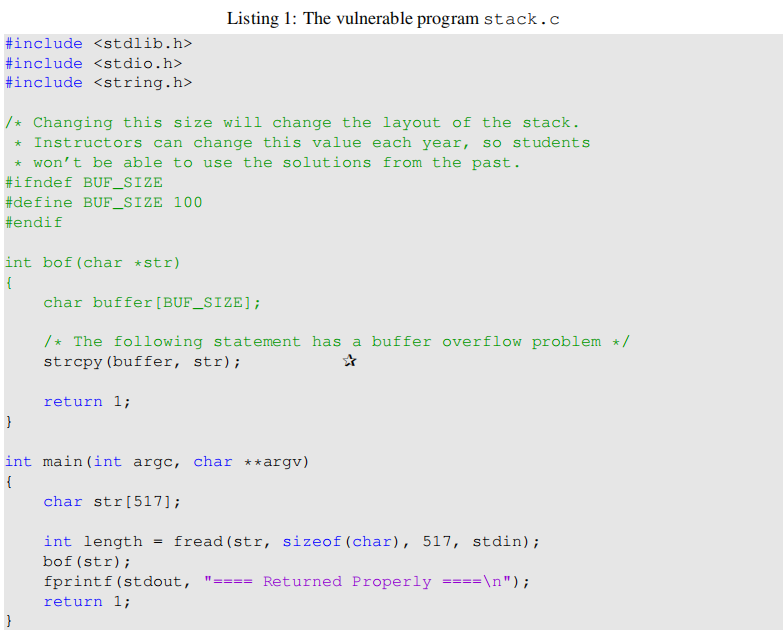 Listing 1: The vulnerable program stack.c
#include <stdlib.h>
#include <stdio.h>
#include <string.h>
/* Changing this size will change the layout of the stack.
* Instructors can change this value each year, so students
* won't be able to use the solutions from the past.
#ifndef BUF_SIZE
#define BUF_SIZE 100
#endif
int bof(char *str)
{
char buffer[BUF_SIZE];
/* The following statement has a buffer overflow problem */
strcpy(buffer, str); ✰
return 1;
}
int main(int argc, char **argv)
{
char str[517];
int length = fread(str, sizeof(char), 517, stdin);
bof(str);
fprintf(stdout, "==== Returned Properly ====\n");
return 1;
}